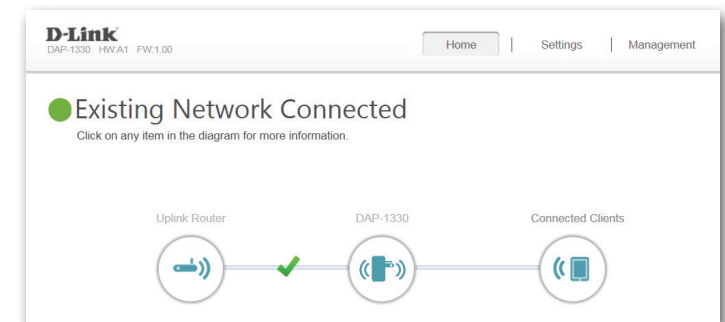 D-Link
DAP-1330 HW:A1 FW:1.00
Home | Settings | Management
Existing Network Connected
Click on any item in the diagram for more information.
Uplink Router DAP-1330 Connected Clients